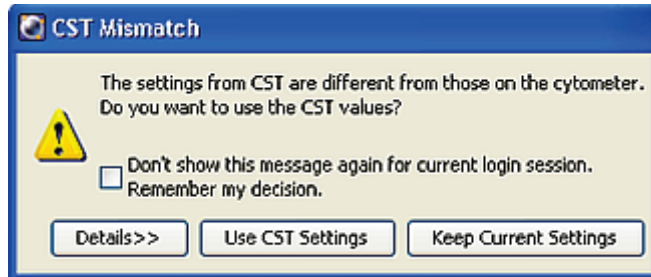 CST Mismatch
The settings from CST are different from those on the cytometer.
Do you want to use the CST values?
Don't show this message again for current login session.
Remember my decision.
Details>> Use CST Settings Keep Current Settings